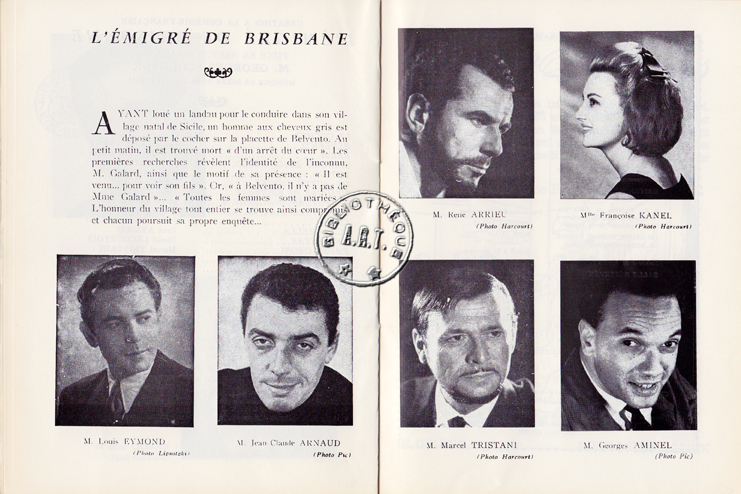 L'ÉMIGRÉ DE BRISBANE
AYANT loué un landau pour le conduire dans son vil-
lage natal de Sicile, un homme aux cheveux gris est
déposé par le cocher sur la placette de Belvento. Au
petit matin, il est trouvé mort « d'un arrêt du cœur ». Les
premières recherches révèlent l'identité de l'inconnu,
M. Galard, ainsi que le motif de sa présence : « Il est
venu... pour voir son fils ». Or, « à Belvento, il n'y a pas de
Mme Galard »... « Toutes les femmes sont mariées ».
L'honneur du village tout entier se trouve ainsi compromis
et chacun poursuit sa propre enquête...
M. Louis EYMOND
(Photo Lipnitzki)
M. Jean-Claude ARNAUD
(Photo Pic)
BIBLIOTHÈQUE
A.R.T.
M. René ARRIEU
(Photo Harcourt)
Mlle Françoise KANEL
(Photo Harcourt)
M. Marcel TRISTANI
(Photo Harcourt)
M. Georges AMINEL
(Photo Pic)